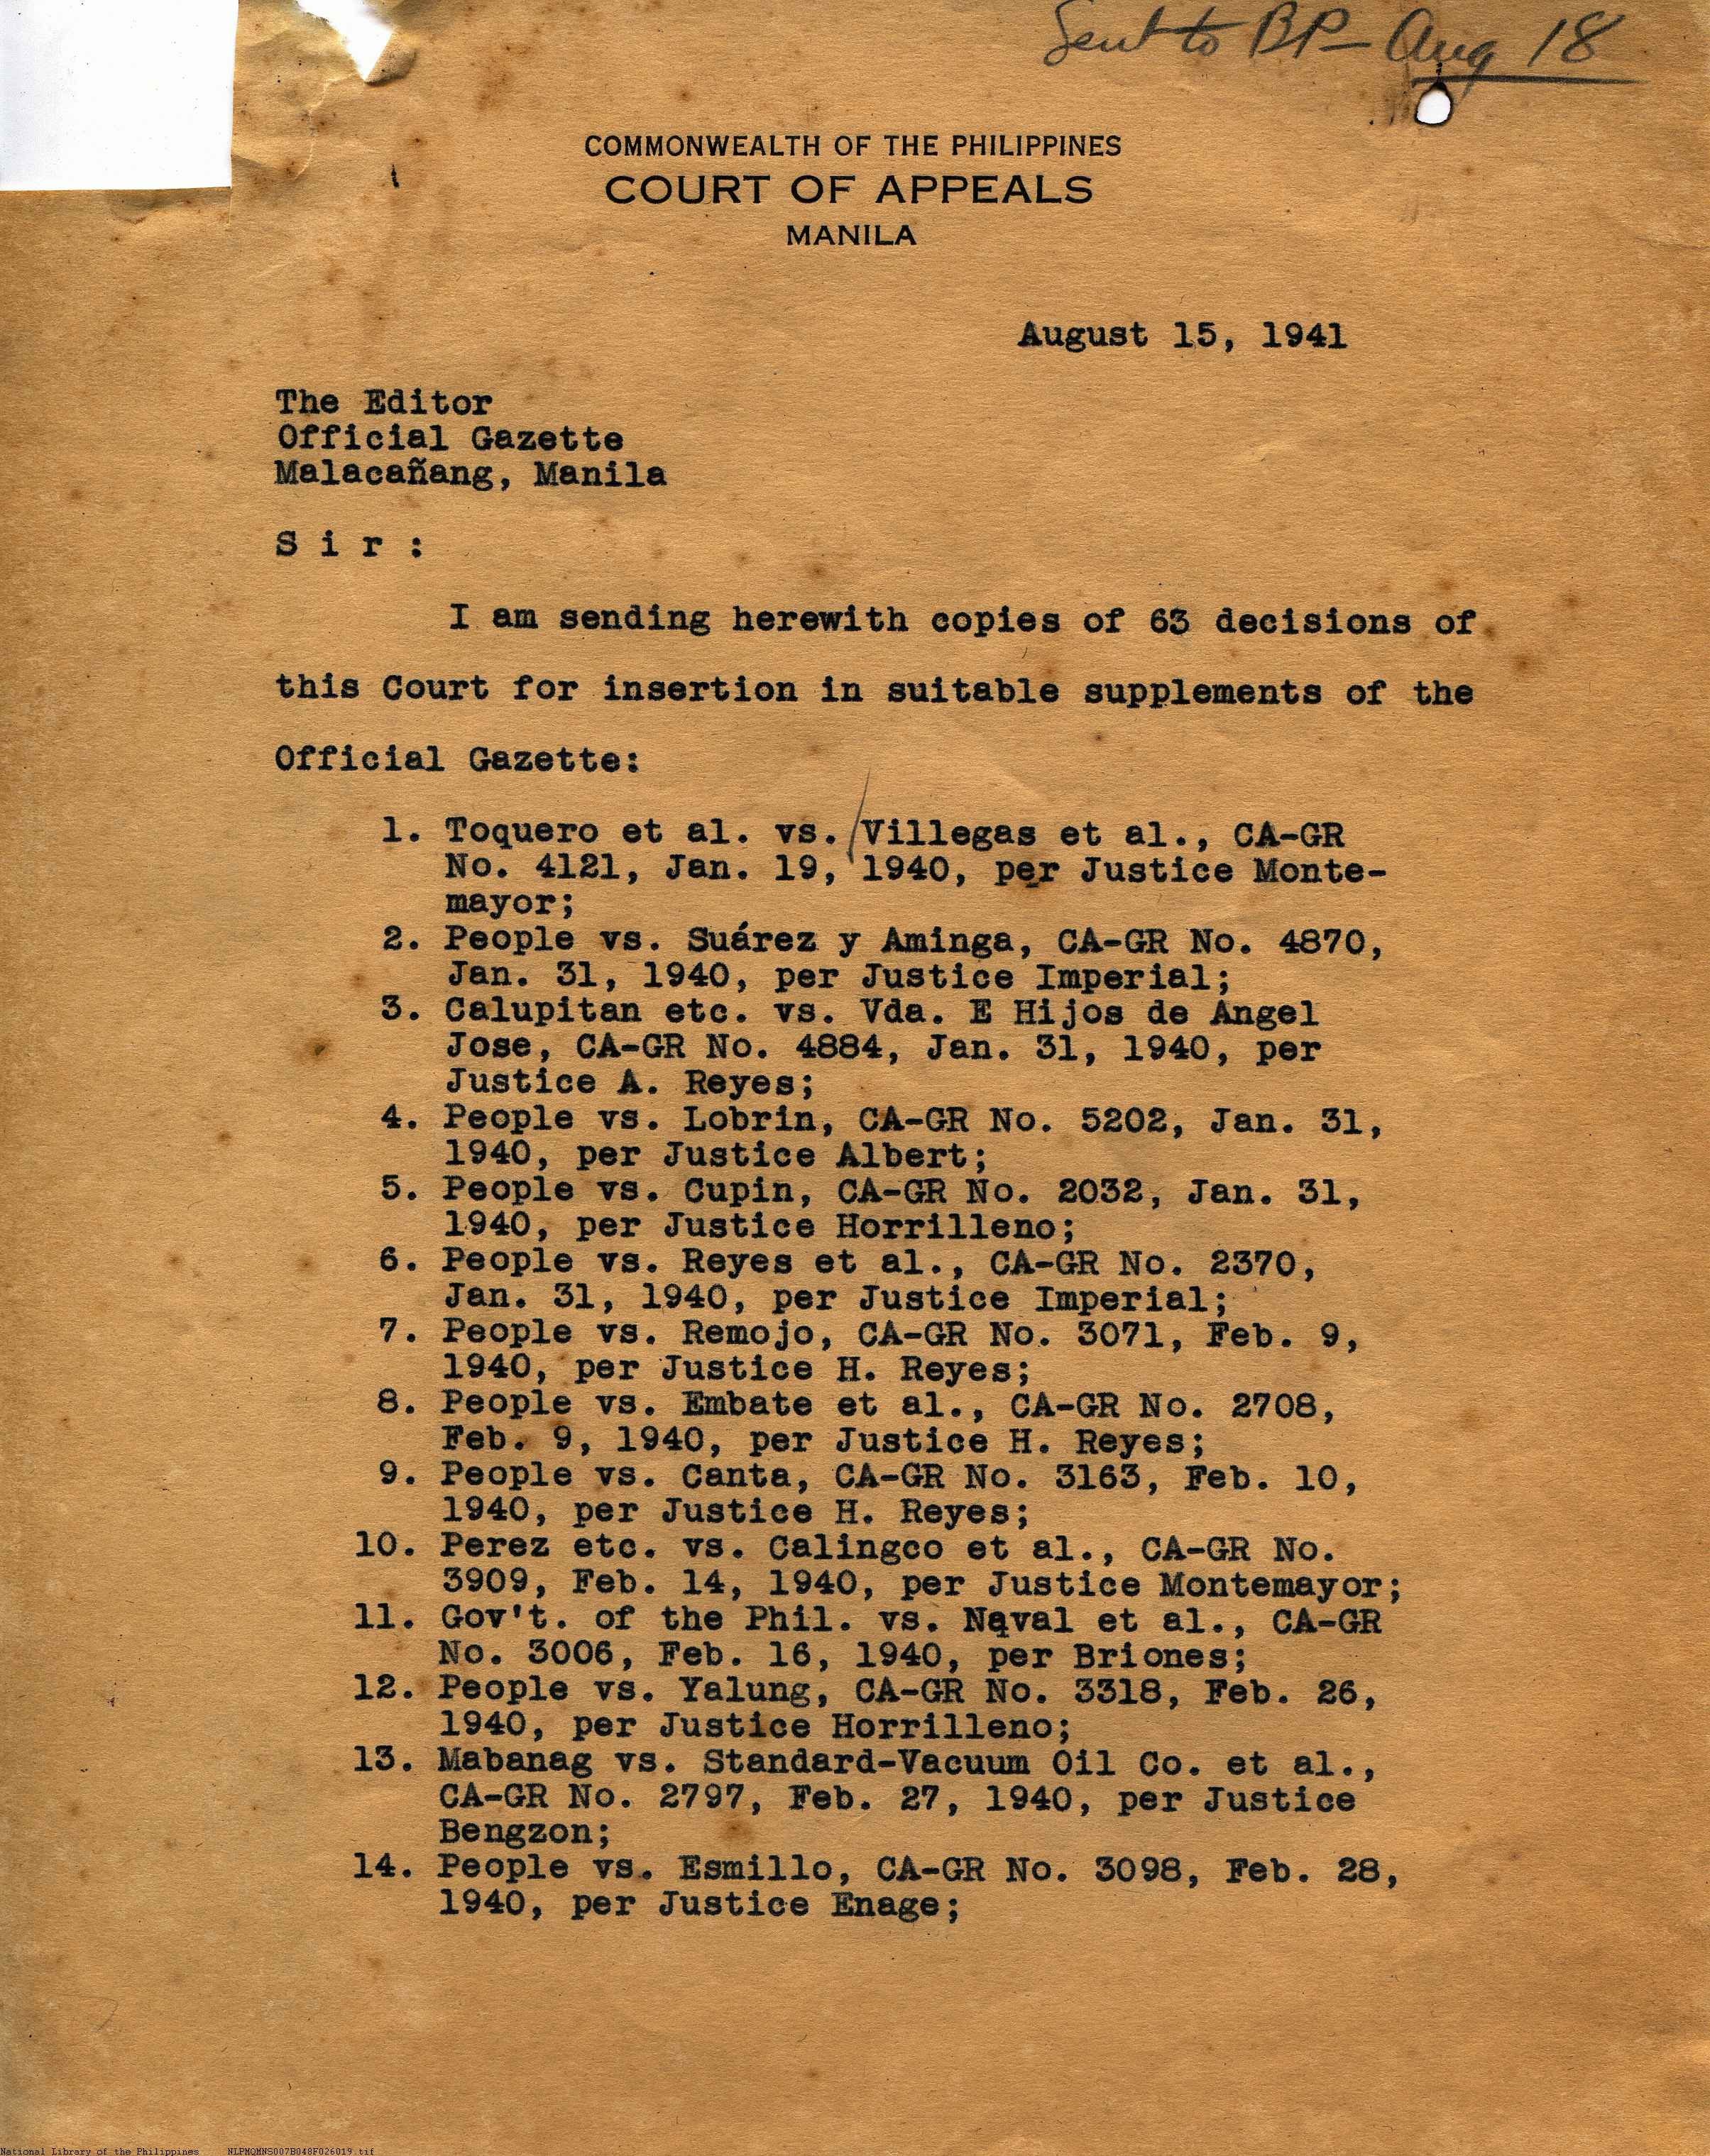 Sent to BP- Aug 18
COMMONWEALTH OF THE PHILIPPINES
COURT OF APPEALS
MANILA
August 15, 1941
The Editor
Official Gazette
Malacañang, Manila
S i r :
I am sending herewith copies of 63 decisions of
this Court for insertion in suitable supplements of the
Official Gazette:
1. Toquero et al. vs. Villegas et al., CA-GR
No. 4121, Jan. 19, 1940, per Justice Monte-
mayor;
2. People vs. Suárez y Aminga, CA-GR No. 4870,
Jan. 31, 1940, per Justice Imperial;
3. Calupitan etc. vs. Vda. E Hijos de Angel
Jose, CA-GR No. 4884, Jan. 31, 1940, per
Justice A. Reyes;
4. People vs. Lobrin, CA-GR No. 5202, Jan. 31,
1940, per Justice Albert;
5. People vs. Cupin, CA-GR No. 2032, Jan. 31,
1940, per Justice Horrilleno;
6. People vs. Reyes et al., CA-GR No. 2370,
Jan. 31, 1940, per Justice Imperial;
7. People vs. Remojo, CA-GR No. 3071, Feb. 9,
1940, per Justice H. Reyes;
8. People vs. Embate et al., CA-GR No. 2708,
Feb. 9, 1940, per Justice H. Reyes;
9. People vs. Canta, CA-GR No. 3163, Feb. 10,
1940, per Justice H. Reyes;
10. Perez etc. vs. Calingco et al., CA-GR No.
3909, Feb. 14, 1940, per Justice Montemayor;
11. Gov't. of the Phil. vs. Naval et al., CA-GR
No. 3006, Feb. 16, 1940, per Briones;
12. People vs. Yalung, CA-GR No. 3318, Feb. 26,
1940, per Justice Horrilleno;
13. Mabanag vs. Standard-Vacuum Oil Co. et al.,
CA-GR No. 2797, Feb. 27, 1940, per Justice
Bengzon;
14. People vs. Esmillo, CA-GR No. 3098, Feb. 28,
1940, per Justice Enage;
National Library of the Philippines NLPMQMNS007B048F026019.tif